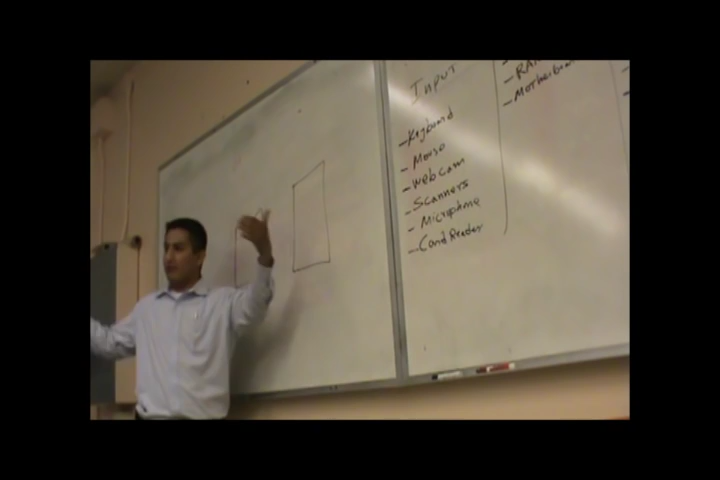 Input
- Keyboard
- Mouse
- Webcam
- Scanners
- Microphone
- Card Reader
- RAM
- Motherboard